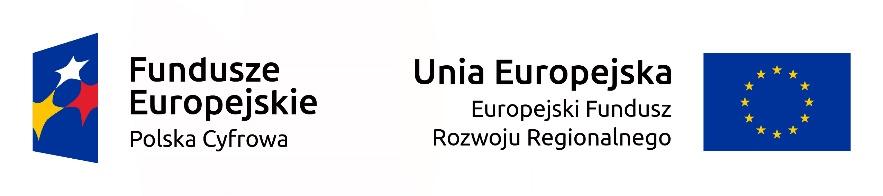 Fundusze
Europejskie
Polska Cyfrowa
Unia Europejska
Europejski Fundusz
Rozwoju Regionalnego